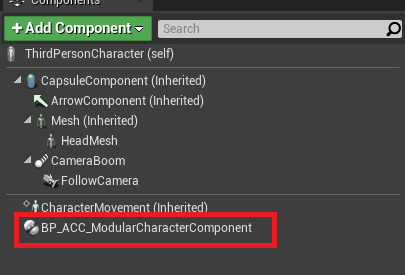 Components
Add Component
Search
ThirdPersonCharacter (self)
CapsuleComponent (Inherited)
ArrowComponent (Inherited)
Mesh (Inherited)
HeadMesh
CameraBoom
FollowCamera
CharacterMovement (Inherited)
BP_ACC_ModularCharacterComponent